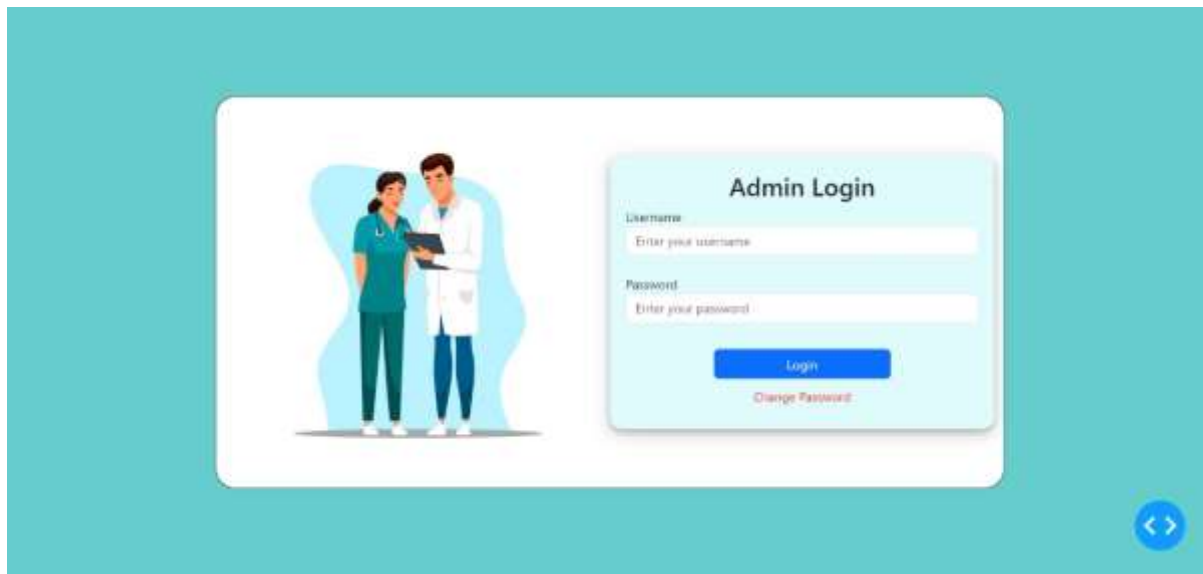 Admin Login
Username
Enter your username
Password
Enter your password
Login
Change Password